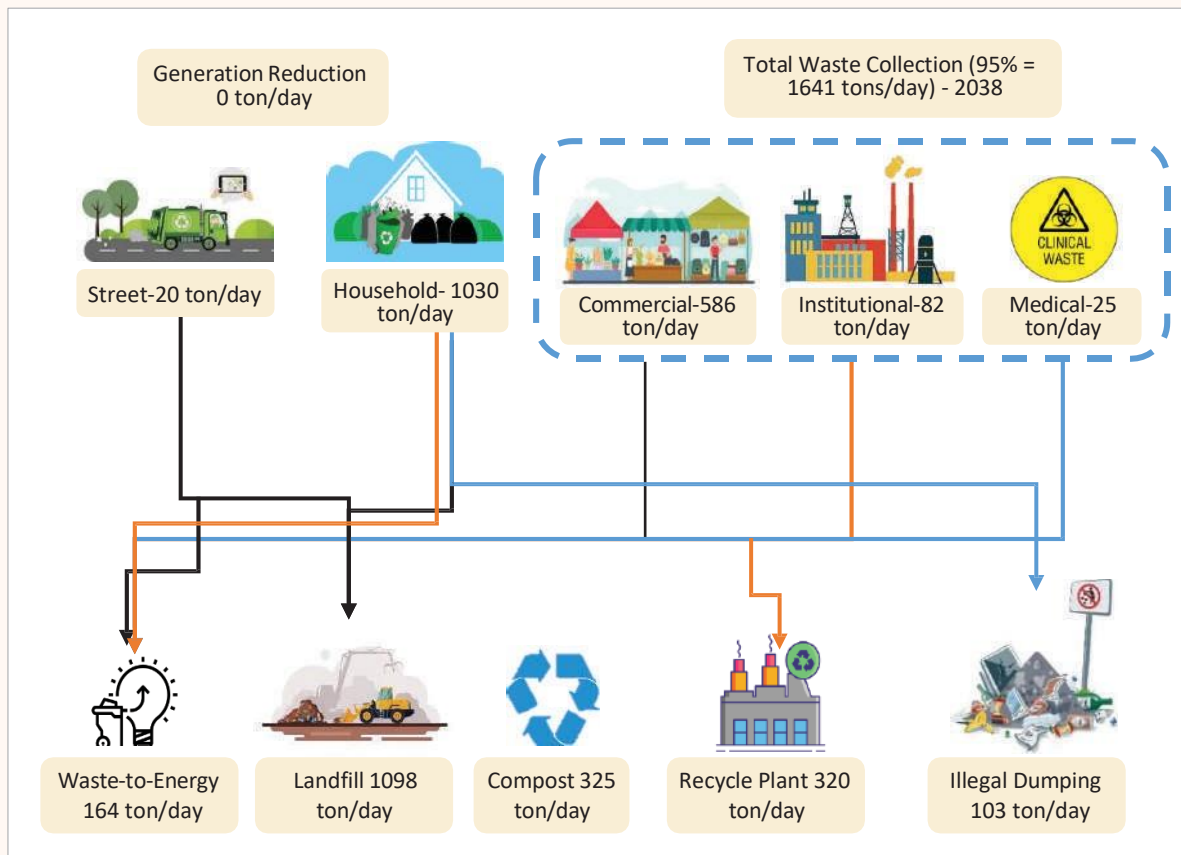 Generation Reduction
0 ton/day
Total Waste Collection (95% =
1641 tons/day) - 2038
CLINICAL
WASTE
Street-20 ton/day
Household- 1030
ton/day
Commercial-586
ton/day
Institutional-82
ton/day
Medical-25
ton/day
Waste-to-Energy
164 ton/day
Landfill 1098
ton/day
Compost 325
ton/day
Recycle Plant 320
ton/day
Illegal Dumping
103 ton/day